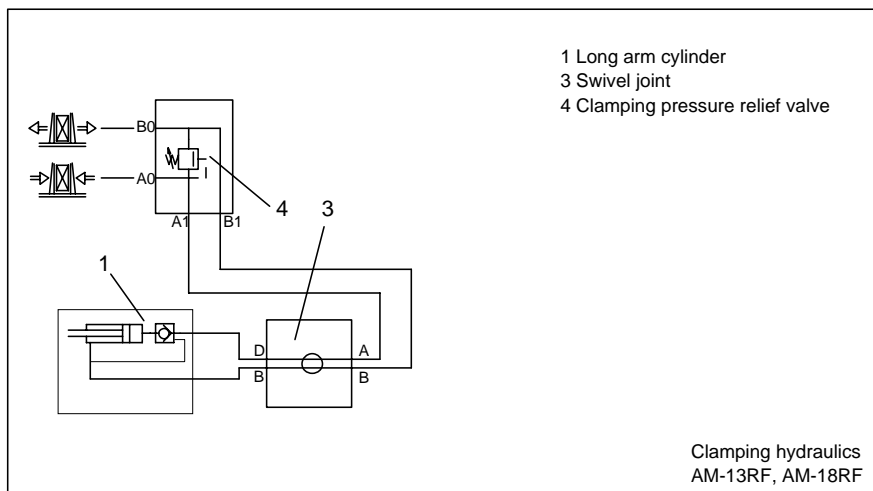 1 Long arm cylinder
3 Swivel joint
4 Clamping pressure relief valve
B0
A0
A1 B1
4 3
1
D A
B B
Clamping hydraulics
AM-13RF, AM-18RF